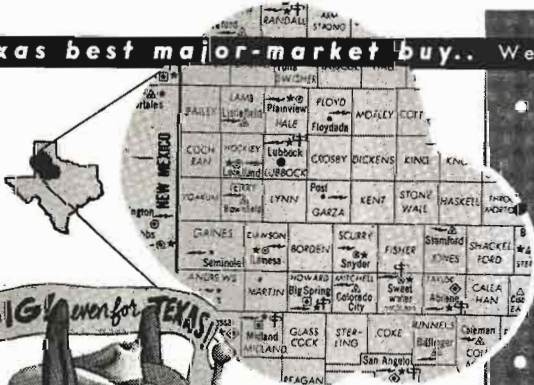 xas best major-market buy.. We
RANDALL ARM STRONG
SWISHER
LAMB
BAILEY Littlefield Plainview FLOYD MOTLEY COTT
HALE Floydada
COCH RAN HOCKLEY Lubbock CROSBY DICKENS KING
LUBBOCK
NEW MEXICO
YOAKUM TERRY LYNN Post KENT STONE WALL HASKELL
Brownfield GARZA
GAINES DAWSON BORDEN SCURRY FISHER Stamford SHACKEL FORD
Seminole Lamesa Snyder JONES
ANDREWS MARTIN HOWARD MITCHELL Sweet water TAYLOR CALLA HAN
Big Spring Colorado City Abilene
IG! even for TEXAS!
Midland GLASS COCK STER- LING COKE RUNNELS Coleman
MIDLAND Ballinger
San Angelo
REAGAN